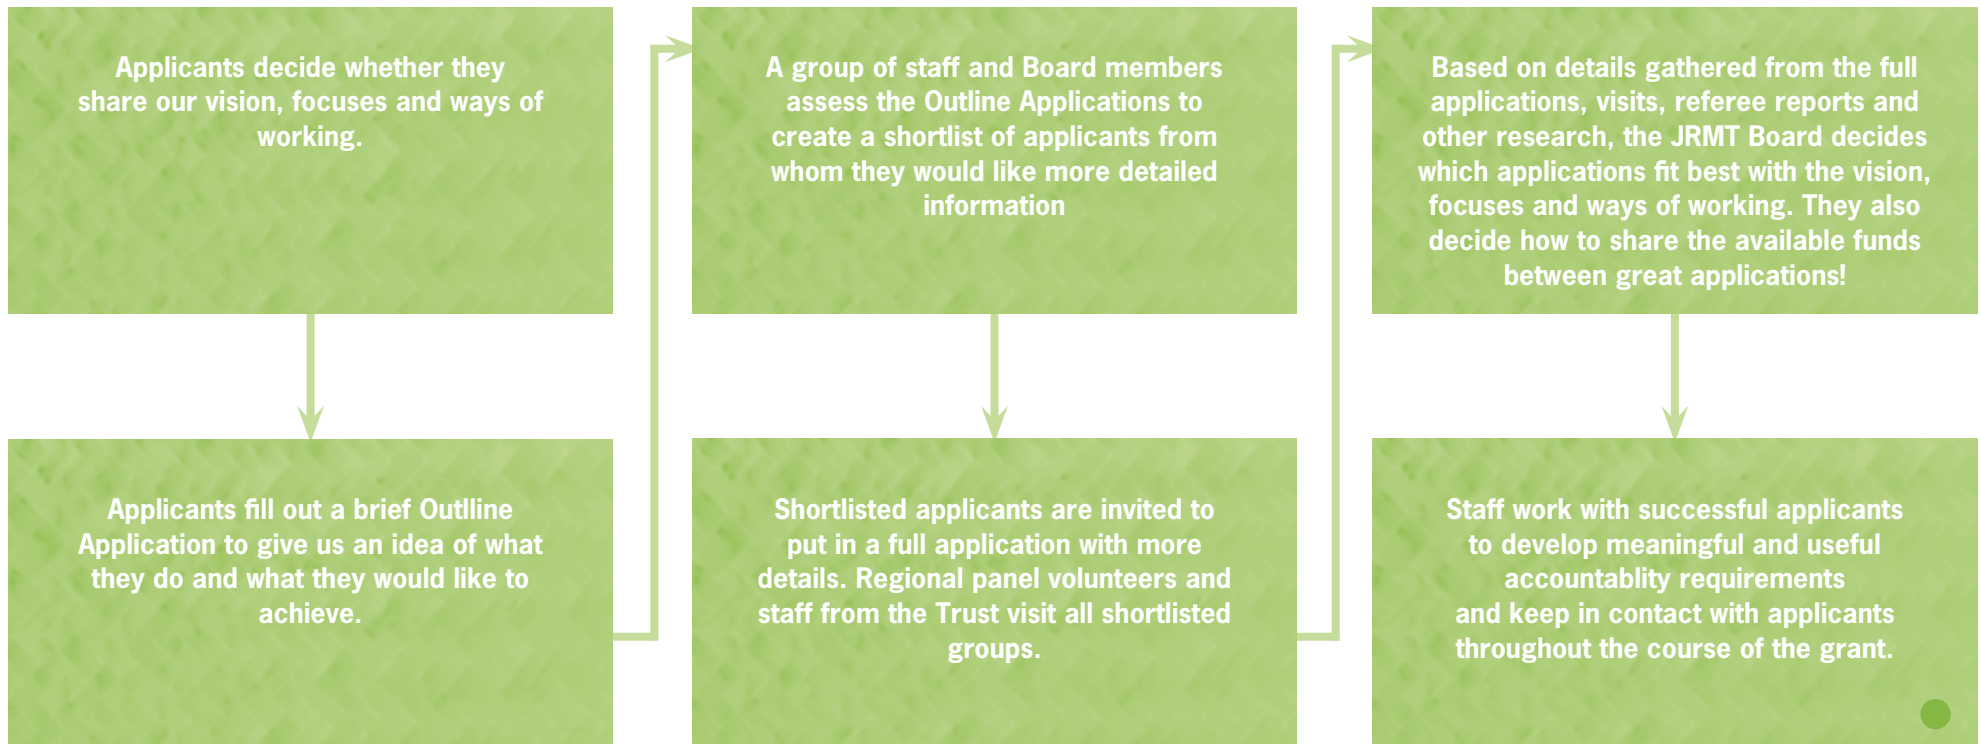 Applicants decide whether they
share our vision, focuses and ways of
working.
Applicants fill out a brief Outlline
Application to give us an idea of what
they do and what they would like to
achieve.
A group of staff and Board members
assess the Outline Applications to
create a shortlist of applicants from
whom they would like more detailed
information
Shortlisted applicants are invited to
put in a full application with more
details. Regional panel volunteers and
staff from the Trust visit all shortlisted
groups.
Based on details gathered from the full
applications, visits, referee reports and
other research, the JRMT Board decides
which applications fit best with the vision,
focuses and ways of working. They also
decide how to share the available funds
between great applications!
Staff work with successful applicants
to develop meaningful and useful
accountablity requirements
and keep in contact with applicants
throughout the course of the grant.